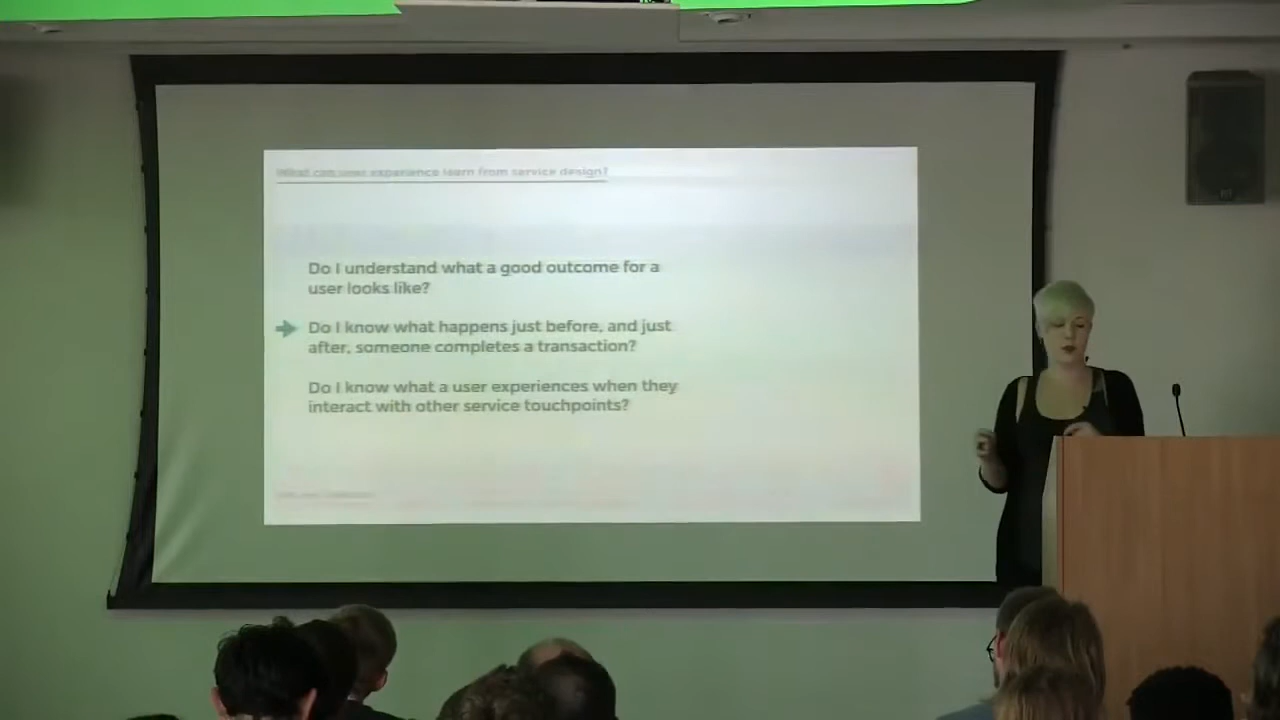 What can user experience learn from service design?
Do I understand what a good outcome for a
user looks like?
Do I know what happens just before, and just
after, someone completes a transaction?
Do I know what a user experiences when they
interact with other service touchpoints?